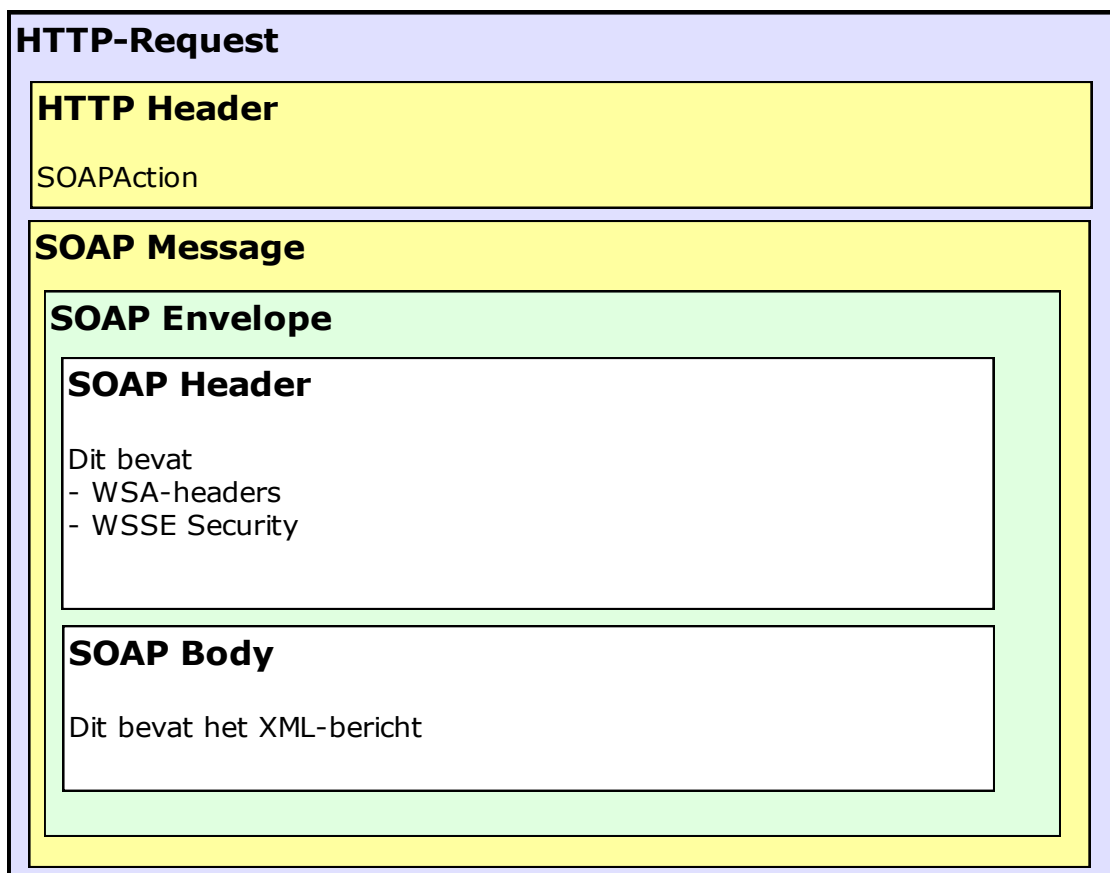 HTTP-Request
HTTP Header
SOAPAction
SOAP Message
SOAP Envelope
SOAP Header
Dit bevat
- WSA-headers
- WSSE Security
SOAP Body
Dit bevat het XML-bericht